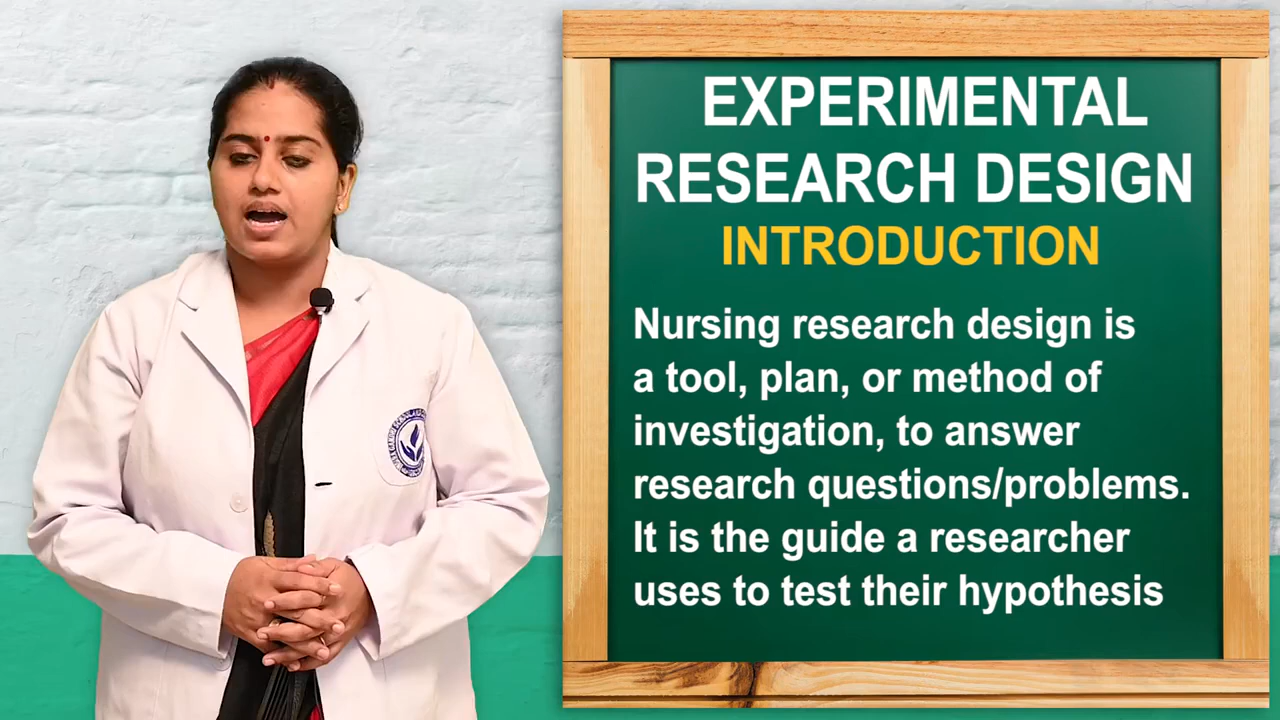 EXPERIMENTAL
RESEARCH DESIGN
INTRODUCTION
Nursing research design is
a tool, plan, or method of
investigation, to answer
research questions/problems.
It is the guide a researcher
uses to test their hypothesis